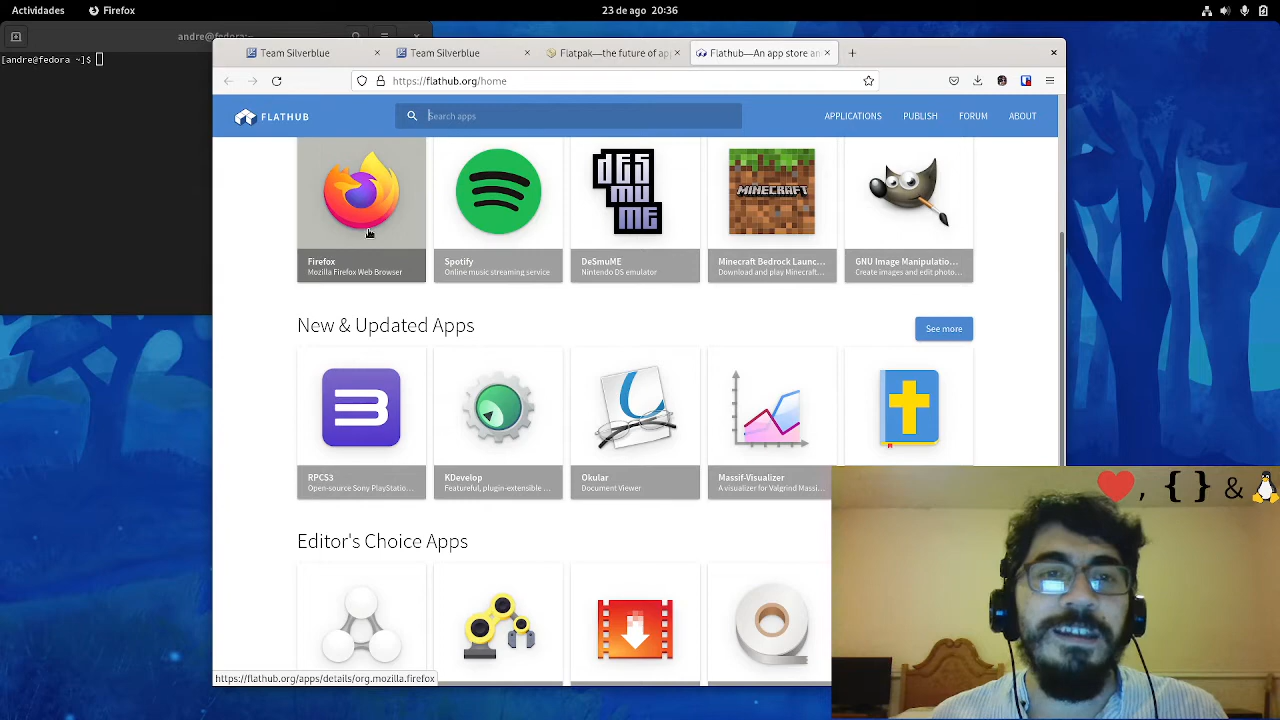 Actividades
Firefox
23 de ago 20:36
andre@fedora:~
[andre@fedora ~]$
Team Silverblue
Team Silverblue
Flatpak—the future of ap
Flathub—An app store an
https://flathub.org/home
FLATHUB
Search apps
APPLICATIONS
PUBLISH
FORUM
ABOUT
DeSMUME
MINECRAFT
Firefox
Mozilla Firefox Web Browser
Spotify
Online music streaming service
DeSmuME
Nintendo DS emulator
Minecraft Bedrock Launc...
Download and play Minecraft...
GNU Image Manipulatio...
Create images and edit photo...
New & Updated Apps
See more
RPCS3
Open-source Sony PlayStatio...
KDevelop
Featureful, plugin-extensible ...
Okular
Document Viewer
Massif-Visualizer
A visualizer for Valgrind Massi...
, { } &
Editor's Choice Apps
https://flathub.org/apps/details/org.mozilla.firefox